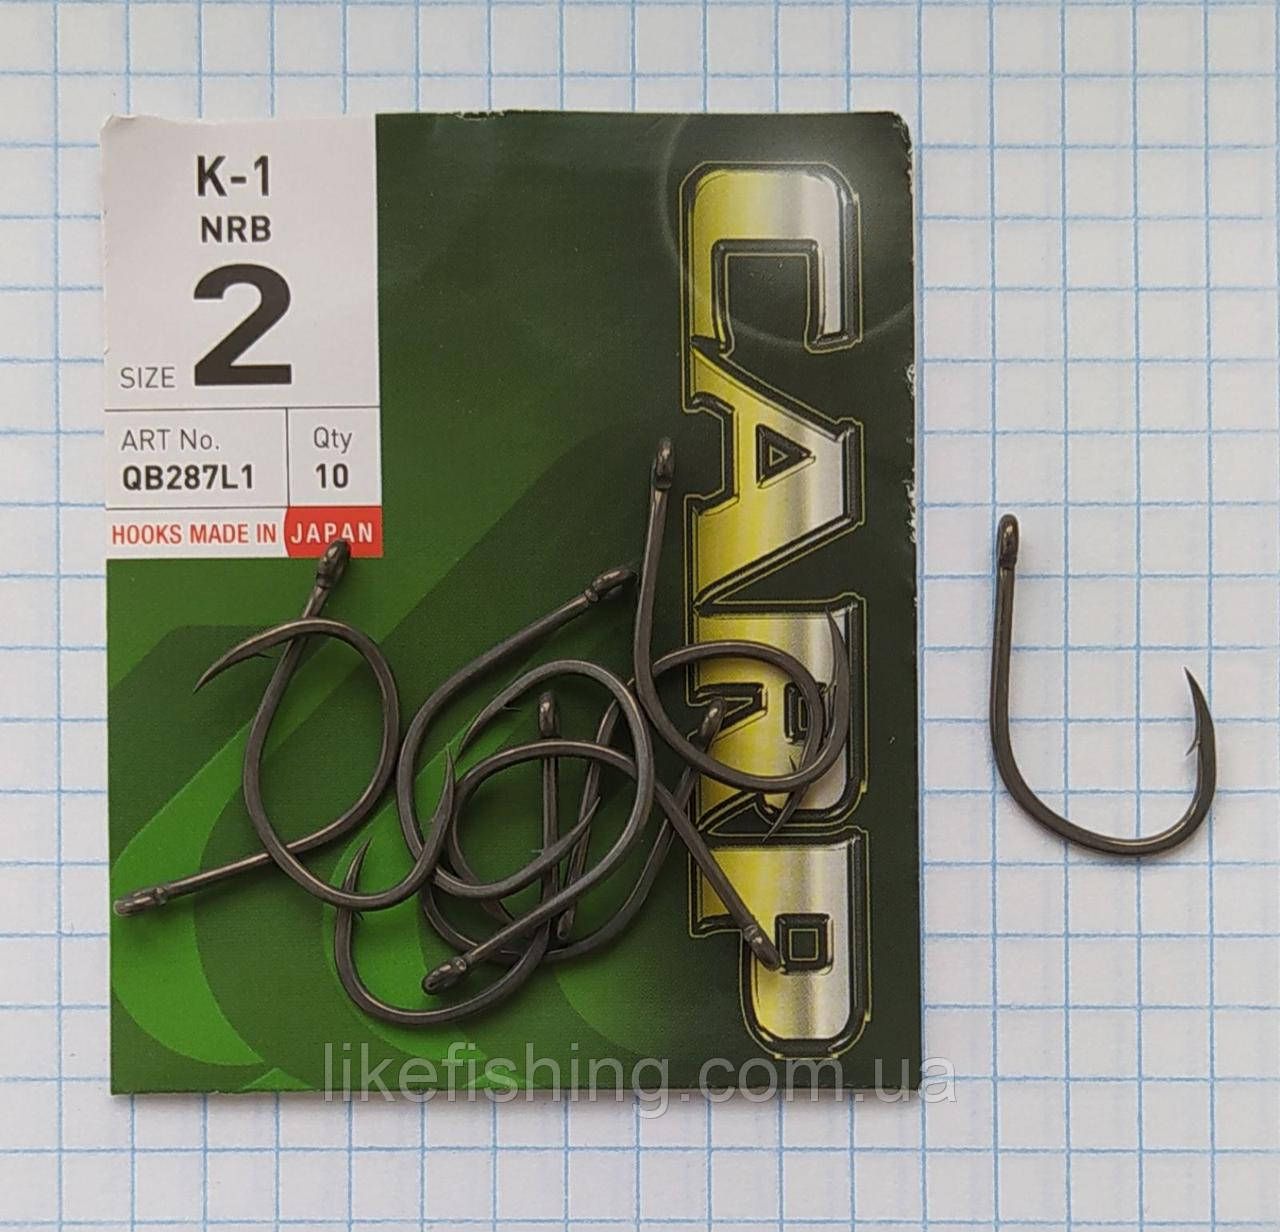 K-1
NRB
SIZE 2
ART No. Qty
QB287L1 10
HOOKS MADE IN JAPAN
CARP
likefishing.com.ua